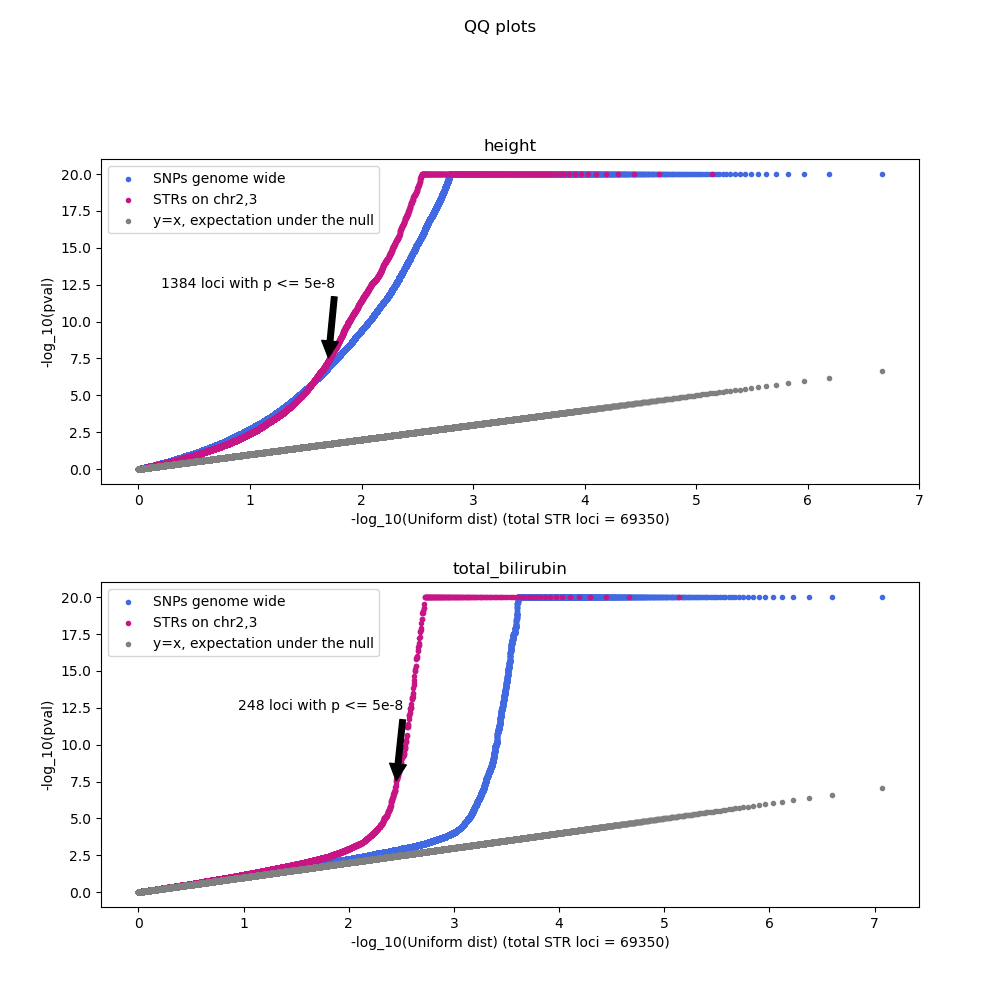 QQ plots
height
20.0
17.5
15.0
12.5
10.0
7.5
5.0
2.5
0.0
-log_10(pval)
SNPs genome wide
STRs on chr2,3
y=x, expectation under the null
1384 loci with p <= 5e-8
0 1 2 3 4 5 6 7
-log_10(Uniform dist) (total STR loci = 69350)
total_bilirubin
20.0
17.5
15.0
12.5
10.0
7.5
5.0
2.5
0.0
-log_10(pval)
SNPs genome wide
STRs on chr2,3
y=x, expectation under the null
248 loci with p <= 5e-8
0 1 2 3 4 5 6 7
-log_10(Uniform dist) (total STR loci = 69350)